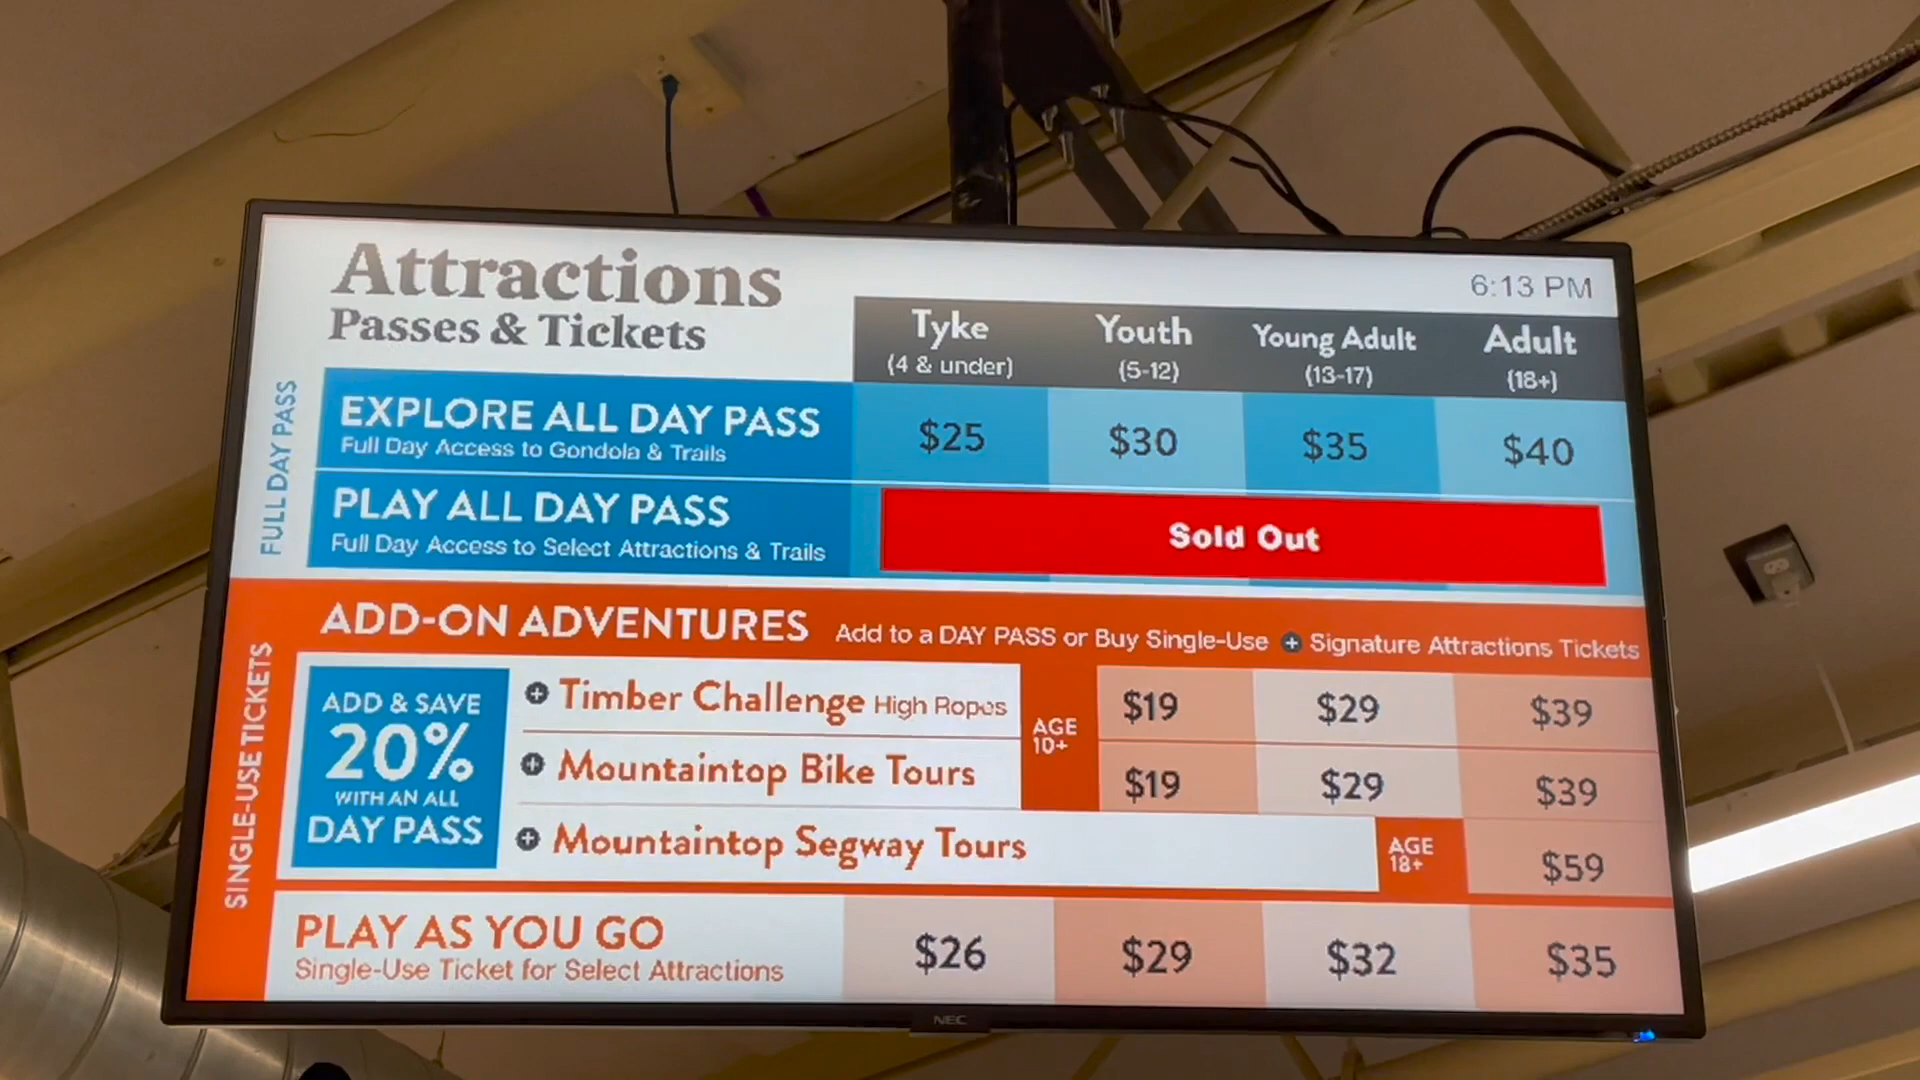 Attractions
Passes & Tickets
6:13 PM
Tyke Youth Young Adult Adult
(4 & under) (5-12) (13-17) (18+)
FULL DAY PASS
EXPLORE ALL DAY PASS $25 $30 $35 $40
Full Day Access to Gondola & Trails
PLAY ALL DAY PASS Sold Out
Full Day Access to Select Attractions & Trails
SINGLE-USE TICKETS
ADD-ON ADVENTURES Add to a DAY PASS or Buy Single-Use + Signature Attractions Tickets
ADD & SAVE
20%
WITH AN ALL
DAY PASS
+ Timber Challenge High Ropes $19 $29 $39
AGE
10+
+ Mountaintop Bike Tours $19 $29 $39
+ Mountaintop Segway Tours AGE
18+
$59
PLAY AS YOU GO $26 $29 $32 $35
Single-Use Ticket for Select Attractions
NEC